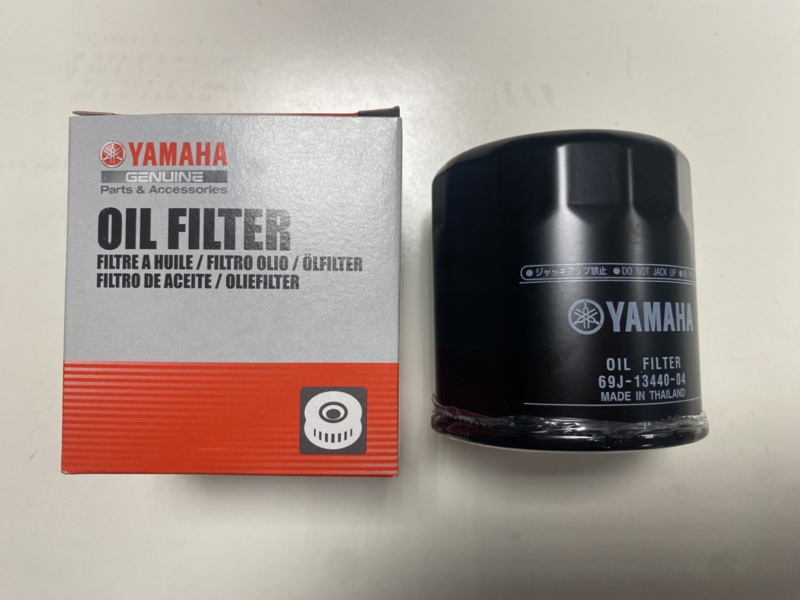 YAMAHA
GENUINE
Parts & Accessories
OIL FILTER
FILTRE A HUILE / FILTRO OLIO / ÖLFILTER
FILTRO DE ACEITE / OLIEFILTER
●ジャッキアップ禁止 ●DO NOT JACK UP ●NE
YAMAHA
OIL FILTER
69J-13440-04
MADE IN THAILAND